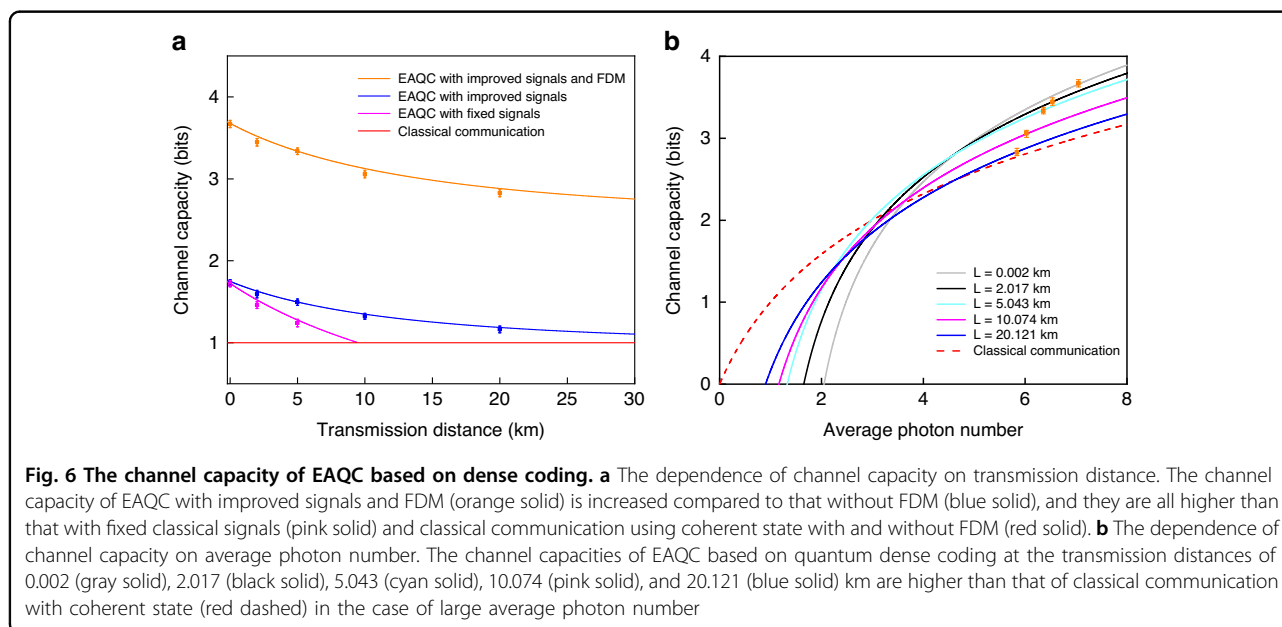 a
b
4
3
2
1
Channel capacity (bits)
EAQC with improved signals and FDM
EAQC with improved signals
EAQC with fixed signals
Classical communication
0 5 10 15 20 25 30
Transmission distance (km)
4
3
2
1
0
Channel capacity (bits)
L = 0.002 km
L = 2.017 km
L = 5.043 km
L = 10.074 km
L = 20.121 km
Classical communication
0 2 4 6 8
Average photon number
Fig. 6 The channel capacity of EAQC based on dense coding. a The dependence of channel capacity on transmission distance. The channel
capacity of EAQC with improved signals and FDM (orange solid) is increased compared to that without FDM (blue solid), and they are all higher than
that with fixed classical signals (pink solid) and classical communication using coherent state with and without FDM (red solid). b The dependence of
channel capacity on average photon number. The channel capacities of EAQC based on quantum dense coding at the transmission distances of
0.002 (gray solid), 2.017 (black solid), 5.043 (cyan solid), 10.074 (pink solid), and 20.121 (blue solid) km are higher than that of classical communication
with coherent state (red dashed) in the case of large average photon number